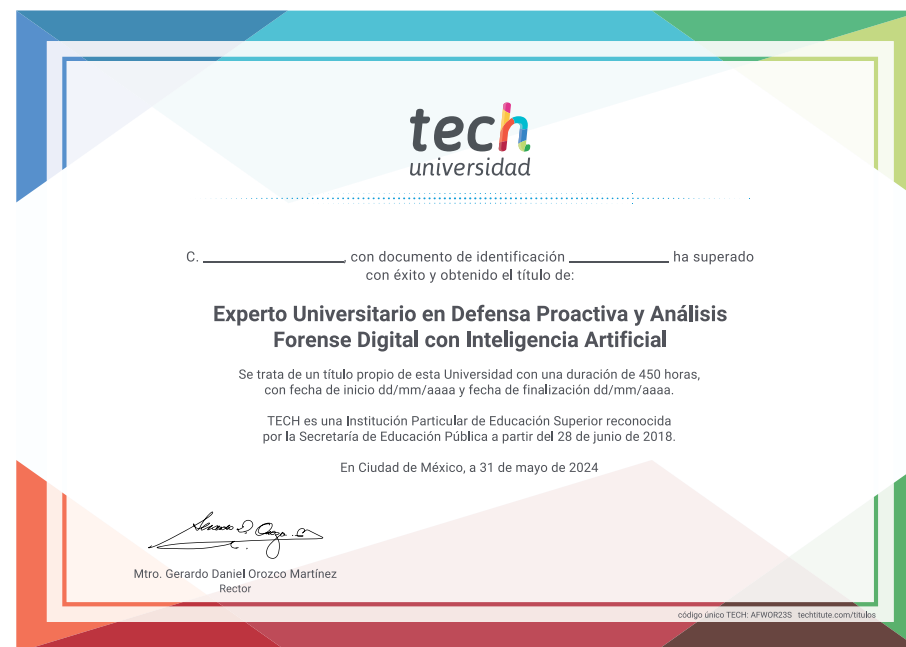 tech
universidad
C. ____________, con documento de identificación ____________ ha superado
con éxito y obtenido el título de:
Experto Universitario en Defensa Proactiva y Análisis
Forense Digital con Inteligencia Artificial
Se trata de un título propio de esta Universidad con una duración de 450 horas,
con fecha de inicio dd/mm/aaaa y fecha de finalización dd/mm/aaaa.
TECH es una Institución Particular de Educación Superior reconocida
por la Secretaría de Educación Pública a partir del 28 de junio de 2018.
En Ciudad de México, a 31 de mayo de 2024
Mtro. Gerardo Daniel Orozco Martínez
Rector
código único TECH: AFWOR23S techtitute.com/titulos